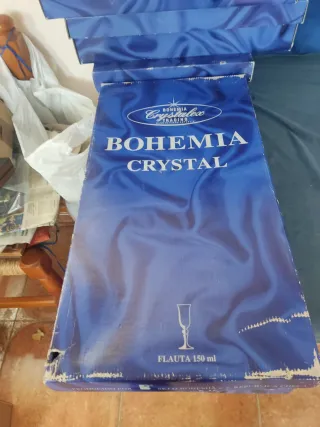 BOHEMIA
Crystalex
TRADING
BOHEMIA
CRYSTAL
FLAUTA 150 ml